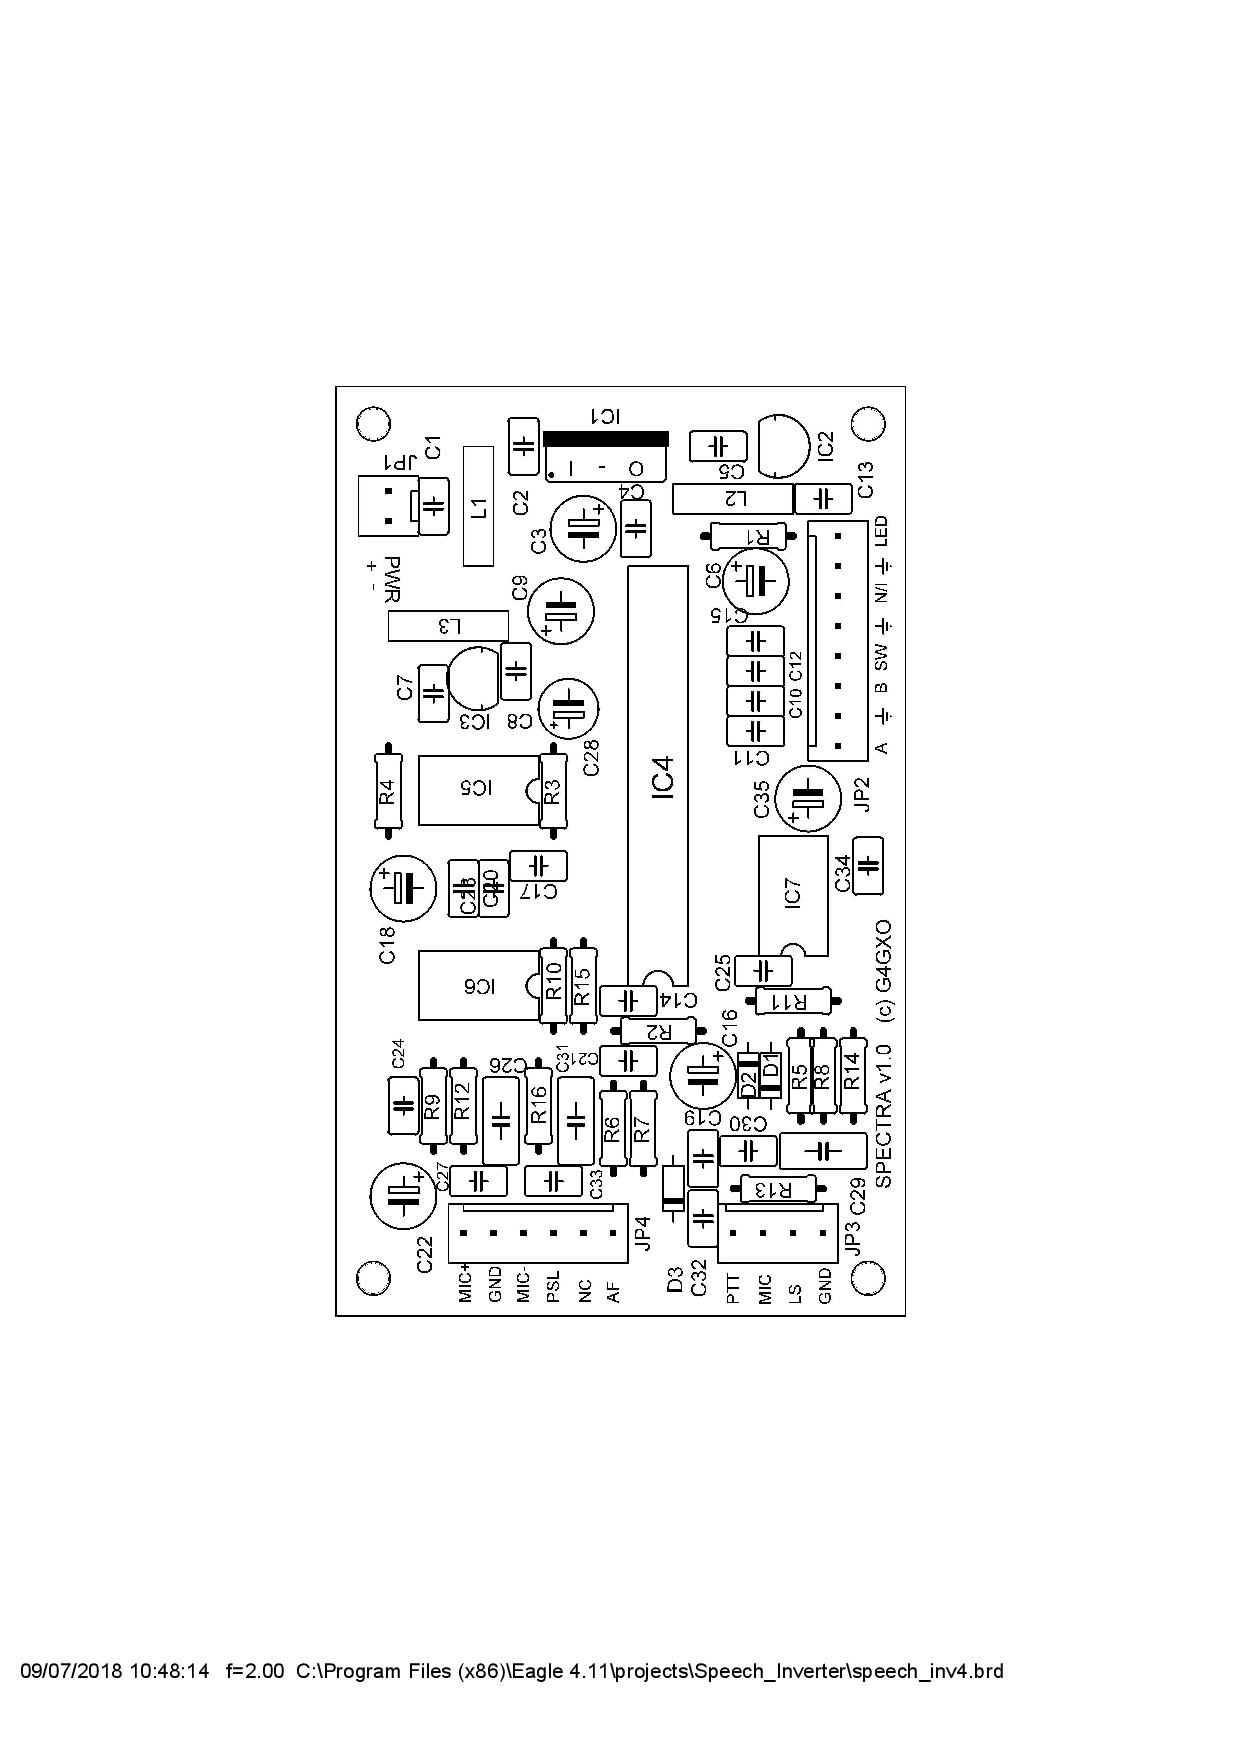 IC1
JP1
C1
C2
I - O
C5
IC2
C4
L1
L2
C13
C3
R1
+
-
PWR
C9
C6
C15
LED
N/I
SW
B
A
L3
C7
IC3
C8
C12
C10
C11
C28
IC4
R4
IC5
R3
C35
JP2
C18
C23
C20
C17
IC7
C34
IC6
R10
R15
C14
C25
R11
R2
C16
C24
C26
C31
C21
D2
D1
R9
R12
R16
R6
R7
C19
C30
R5
R8
R14
SPECTRA v1.0 (c) G4GXO
C27
C33
R13
C29
C22
JP4
JP3
D3
C32
MIC+
GND
MIC-
PSL
NC
AF
PTT
MIC
LS
GND
09/07/2018 10:48:14 f=2.00 C:\Program Files (x86)\Eagle 4.11\projects\Speech_Inverter\speech_inv4.brd